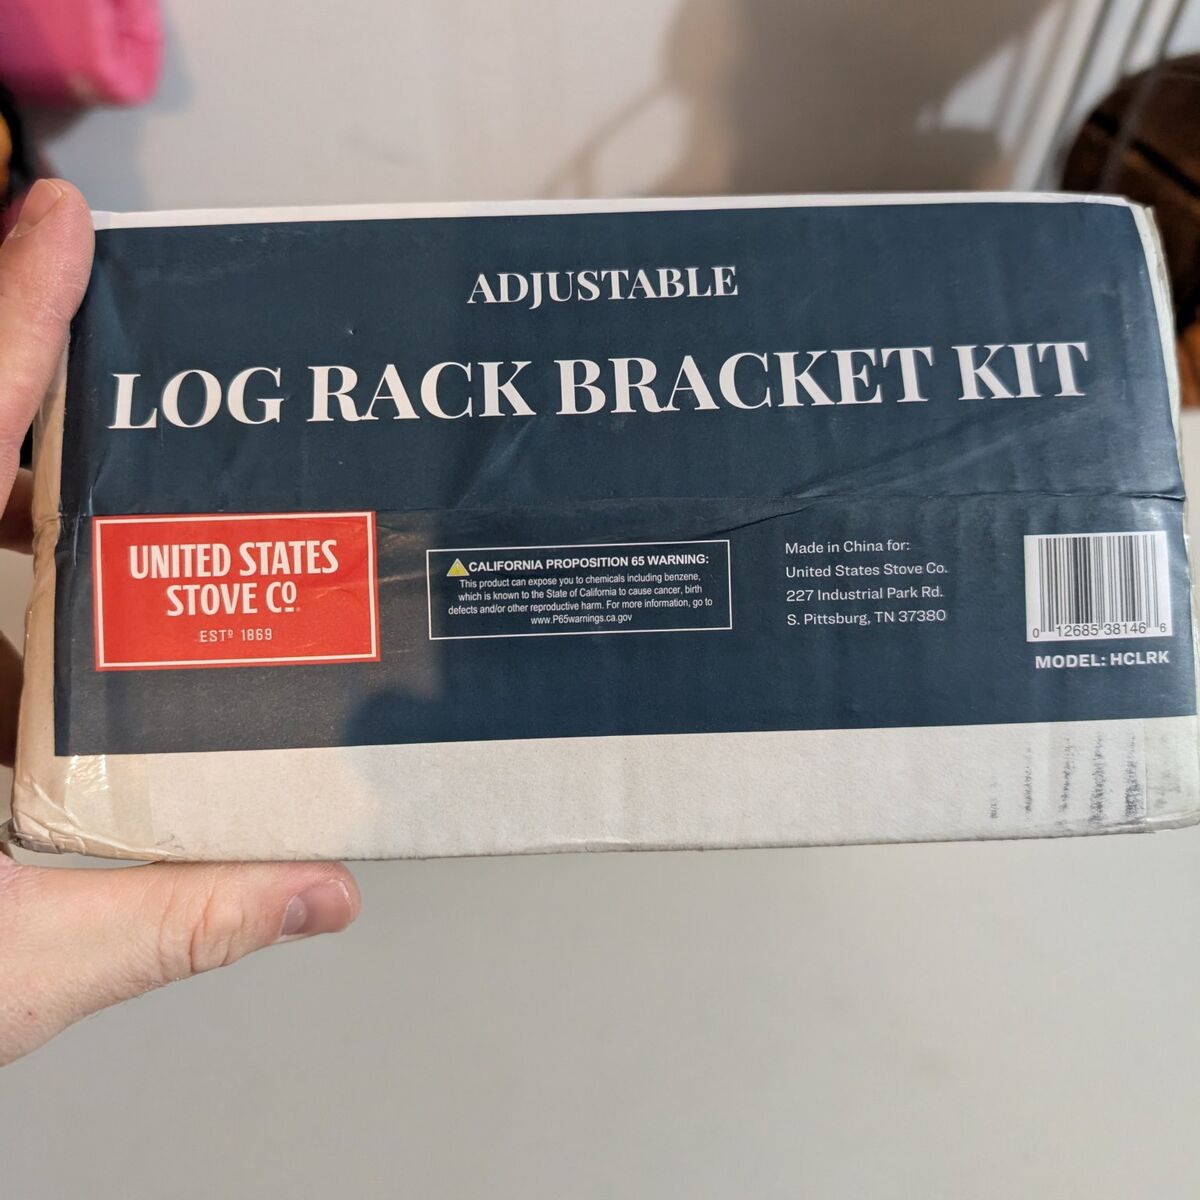 ADJUSTABLE
LOG RACK BRACKET KIT
UNITED STATES
STOVE CO.
ESTD 1869
CALIFORNIA PROPOSITION 65 WARNING:
This product can expose you to chemicals including benzene,
which is known to the State of California to cause cancer, birth
defects and/or other reproductive harm. For more information, go to
www.P65warnings.ca.gov
Made in China for:
United States Stove Co.
227 Industrial Park Rd.
S. Pittsburg, TN 37380
0 12685 38146 6
MODEL: HCLRK